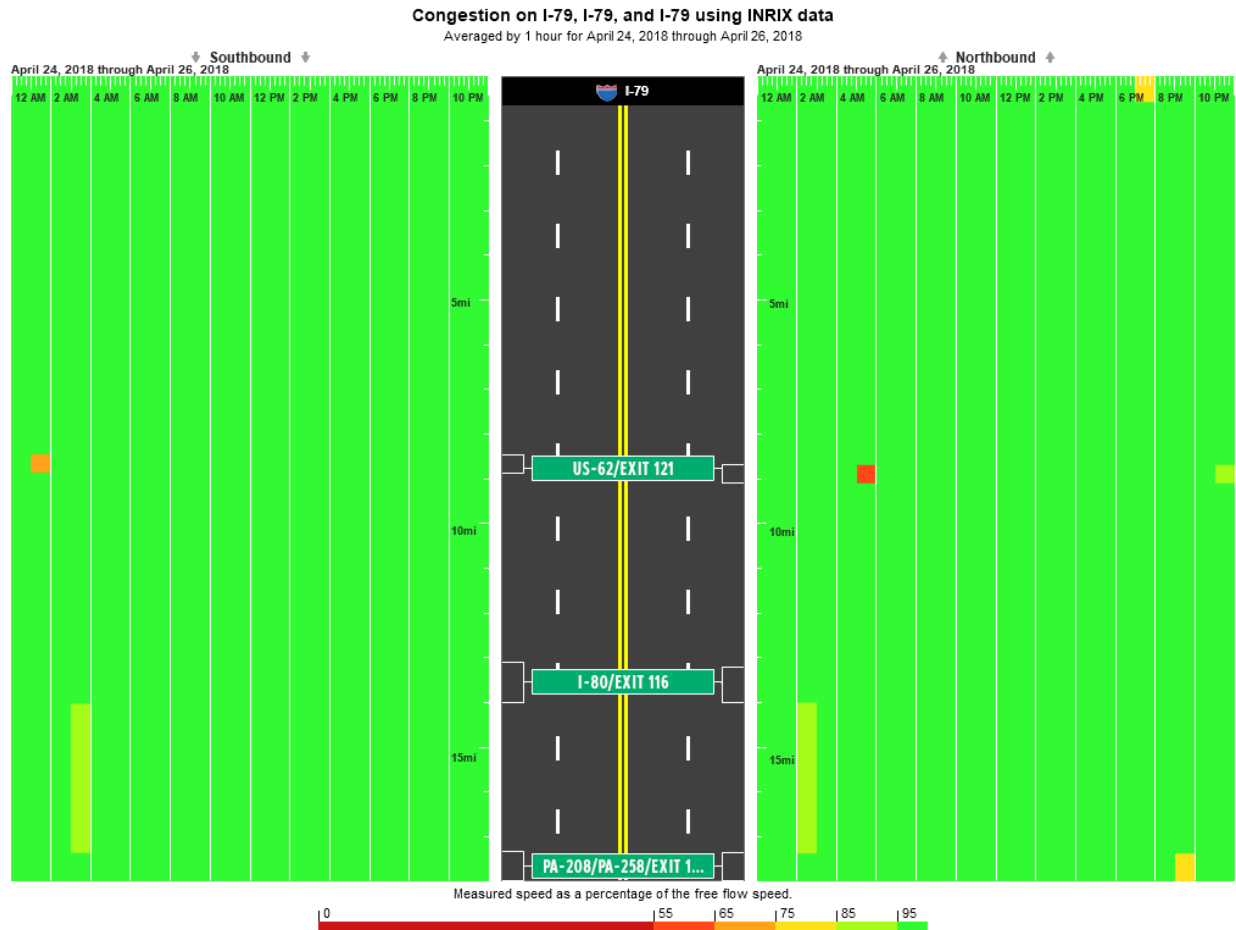 Congestion on I-79, I-79, and I-79 using INRIX data
Averaged by 1 hour for April 24, 2018 through April 26, 2018
Southbound
Northbound
April 24, 2018 through April 26, 2018
April 24, 2018 through April 26, 2018
12 AM 2 AM 4 AM 6 AM 8 AM 10 AM 12 PM 2 PM 4 PM 6 PM 8 PM 10 PM
I-79
12 AM 2 AM 4 AM 6 AM 8 AM 10 AM 12 PM 2 PM 4 PM 6 PM 8 PM 10 PM
5mi
5mi
US-62/EXIT 121
10mi
10mi
I-80/EXIT 116
15mi
15mi
PA-208/PA-258/EXIT 1...
Measured speed as a percentage of the free flow speed.
0 55 65 75 85 95